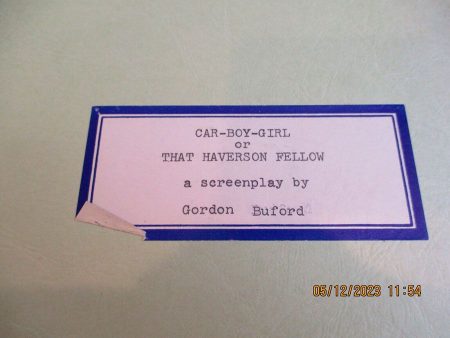 CAR-BOY-GIRL
or
THAT HAVERSON FELLOW
a screenplay by
Gordon Buford
05/12/2023 11:54